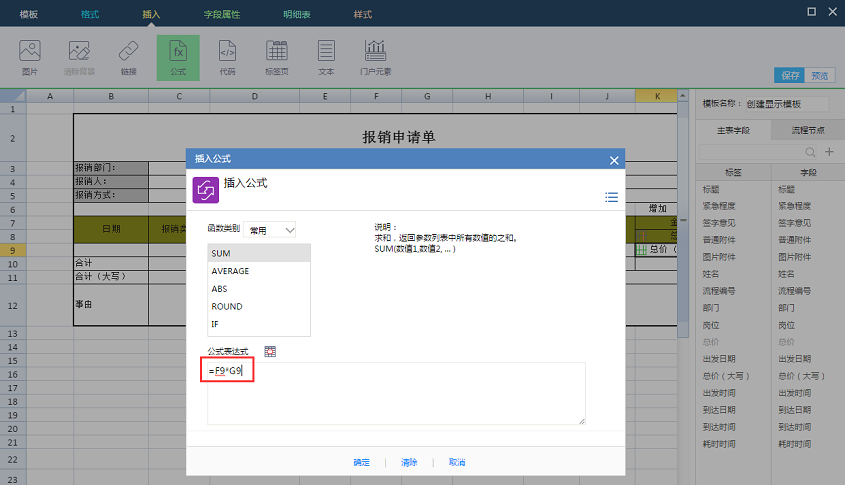 模板 格式 插入 字段属性 明细表 样式
图片 清除背景 链接 公式 代码 标签页 文本 门户元素
保存 预览
A B C D E F G H I J K
模板名称： 创建显示模板
主表字段 流程节点
标签 字段
标题 标题
紧急程度 紧急程度
签字意见 签字意见
普通附件 普通附件
图片附件 图片附件
姓名 姓名
流程编号 流程编号
部门 部门
岗位 岗位
总价 总价
出发日期 出发日期
总价（大写） 总价（大写）
出发时间 出发时间
到达日期 到达日期
到达时间 到达时间
耗时时间 耗时时间
1
2 报销申请单
3 报销部门：
4 报销人：
5 报销方式：
6 增加
7 日期 报销类
8
9 总价（
10 合计
11 合计（大写）
12 事由
13
14
15
16
17
18
19
20
21
22
23
插入公式
插入公式
函数类别 常用
SUM
AVERAGE
ABS
ROUND
IF
说明：
求和，返回参数列表中所有数值的之和。
SUM(数值1,数值2, ... )
公式表达式
=F9*G9
确定 清除 取消